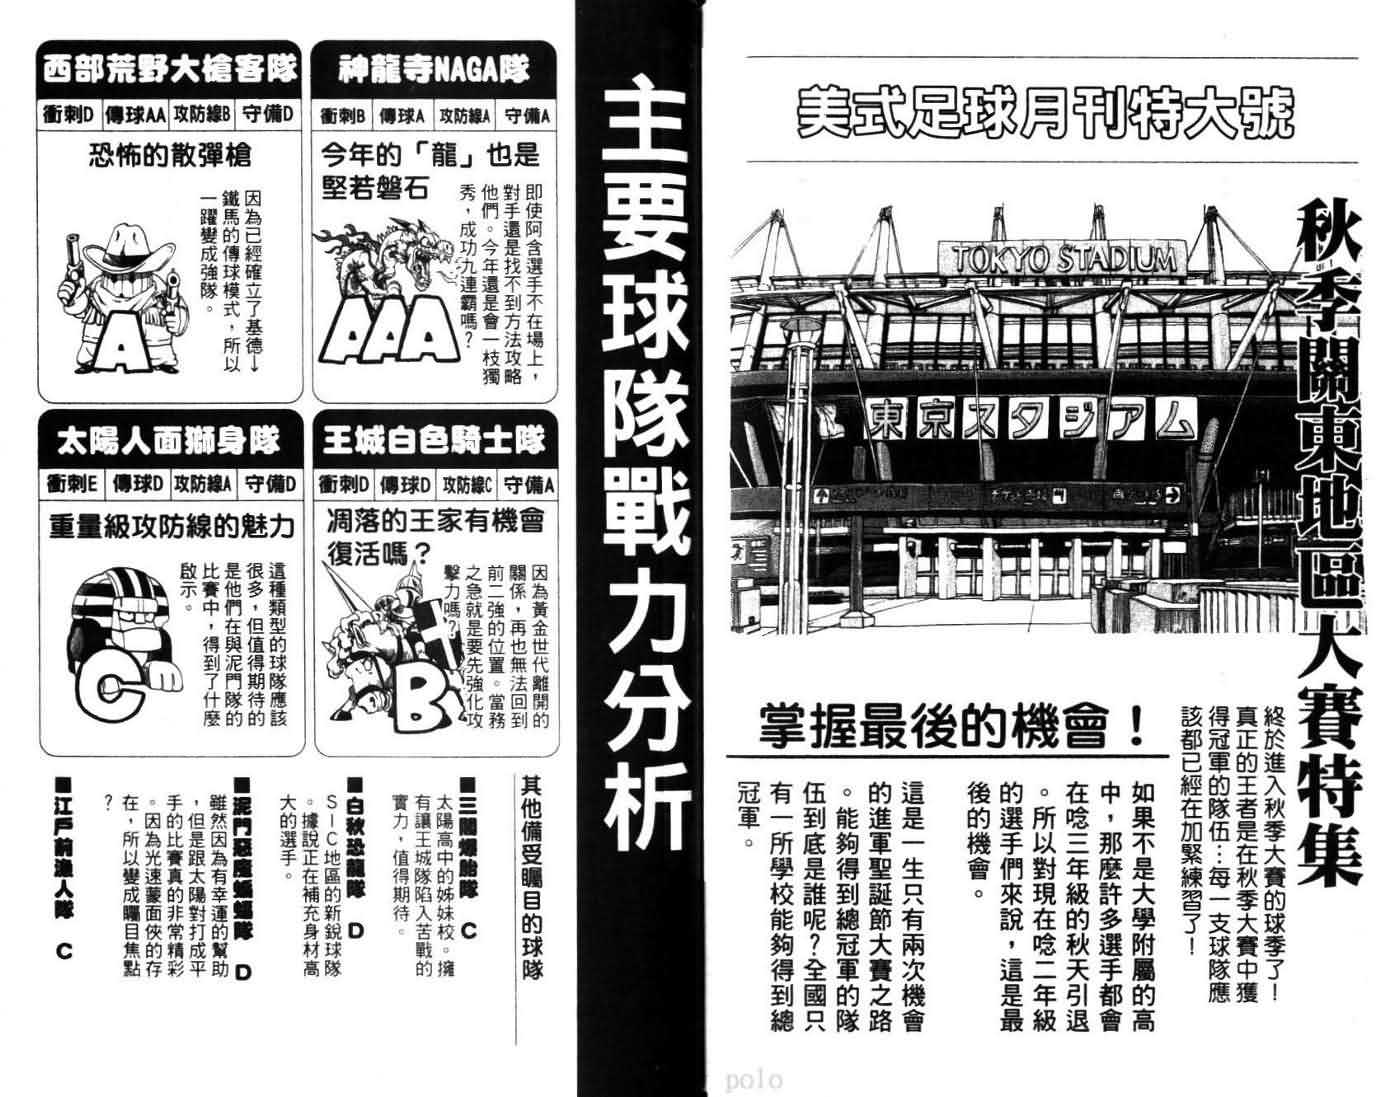 美式足球月刊特大號
秋季關東地區大賽特集
TOKYO STADIUM
東京スタジアム
終於進入秋季大賽的球季了！
真正的王者是在秋季大賽中獲
得冠軍的隊伍…每一支球隊應
該都已經在加緊練習了！
掌握最後的機會！
如果不是大學附屬的高
中，那麼許多選手都會
在唸三年級的秋天引退
。所以對現在唸二年級
的選手們來說，這是最
後的機會。
這是一生只有兩次機會
的進軍聖誕節大賽之路
。能夠得到總冠軍的隊
伍到底是誰呢？全國只
有一所學校能夠得到總
冠軍。
主要球隊戰力分析
神龍寺NAGA隊
衝刺B 傳球A 攻防線A 守備A
今年的「龍」也是
堅若磐石
即使阿含選手不在場上，
對手還是找不到方法攻略
他們。今年還是會一枝獨
秀，成功九連霸嗎？
AAA
西部荒野大槍客隊
衝刺D 傳球AA 攻防線B 守備D
恐怖的散彈槍
因為已經確立了基德→
鐵馬的傳球模式，所以
一躍變成強隊。
A
王城白色騎士隊
衝刺D 傳球D 攻防線C 守備A
凋落的王家有機會
復活嗎？
因為黃金世代離開的
關係，再也無法回到
前二強的位置。當務
之急就是要先強化攻
擊力嗎？
B
太陽人面獅身隊
衝刺E 傳球D 攻防線A 守備D
重量級攻防線的魅力
這種類型的球隊應該
很多，但值得期待的
是他們在與泥門隊的
比賽中，得到了什麼
啟示。
C
其他備受矚目的球隊
■三閣爆胎隊 C
太陽高中的姊妹校。擁
有讓王城隊陷入苦戰的
實力，值得期待。
■白秋恐龍隊 D
SIC地區的新銳球隊
。據說正在補充身材高
大的選手。
■泥門惡魔蝙蝠隊 D
雖然因為有幸運的幫助
，但是跟太陽對打成平
手的比賽真的非常精彩
。因為光速蒙面俠的存
在，所以變成矚目焦點
？
■江戶前漁人隊 C
polo